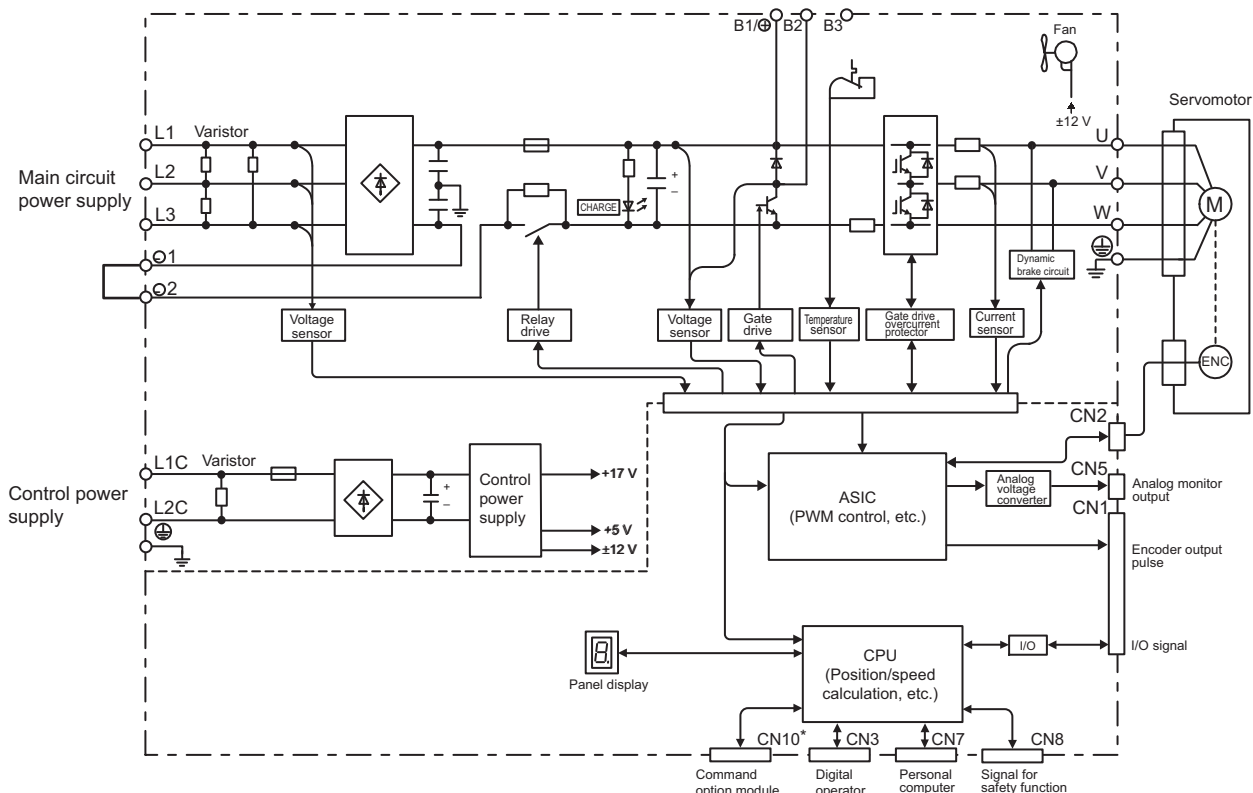 B1/⊕ B2 B3
Fan
±12 V
Servomotor
Main circuit
power supply
L1
Varistor
L2
L3
⊖1
⊖2
CHARGE
+
–
U
V
W
M
ENC
Dynamic
brake circuit
Voltage
sensor
Relay
drive
Voltage
sensor
Gate
drive
Temperature
sensor
Gate drive
overcurrent
protector
Current
sensor
Control power
supply
L1C
Varistor
L2C
+
–
Control
power
supply
+17 V
+5 V
±12 V
ASIC
(PWM control, etc.)
Analog
voltage
converter
CN2
CN5
Analog monitor
output
CN1
Encoder output
pulse
I/O
I/O signal
8.
Panel display
CPU
(Position/speed
calculation, etc.)
CN10*
CN3
CN7
CN8
Command
option module
Digital
operator
Personal
computer
Signal for
safety function